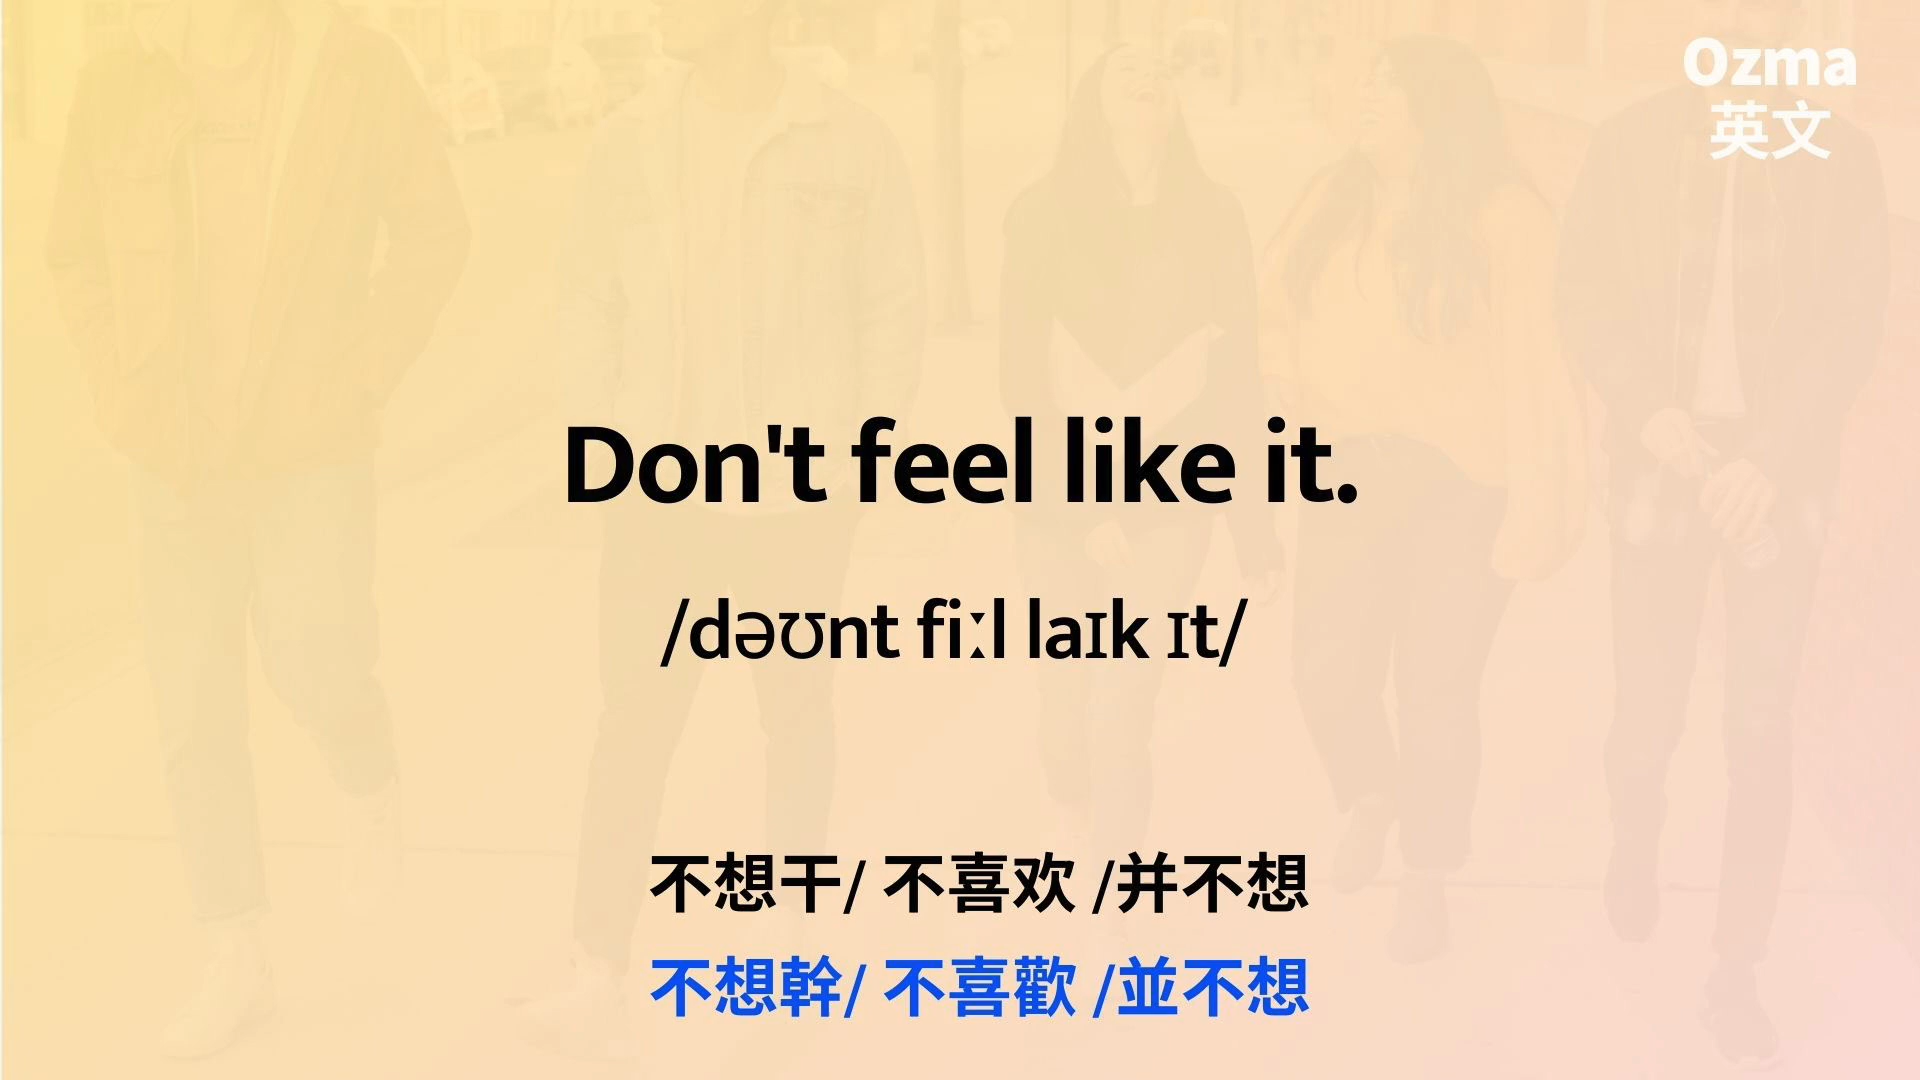 Ozma
英文
Don't feel like it.
/dəʊnt fiːl laɪk ɪt/
不想干/ 不喜欢 /并不想
不想幹/ 不喜歡 /並不想